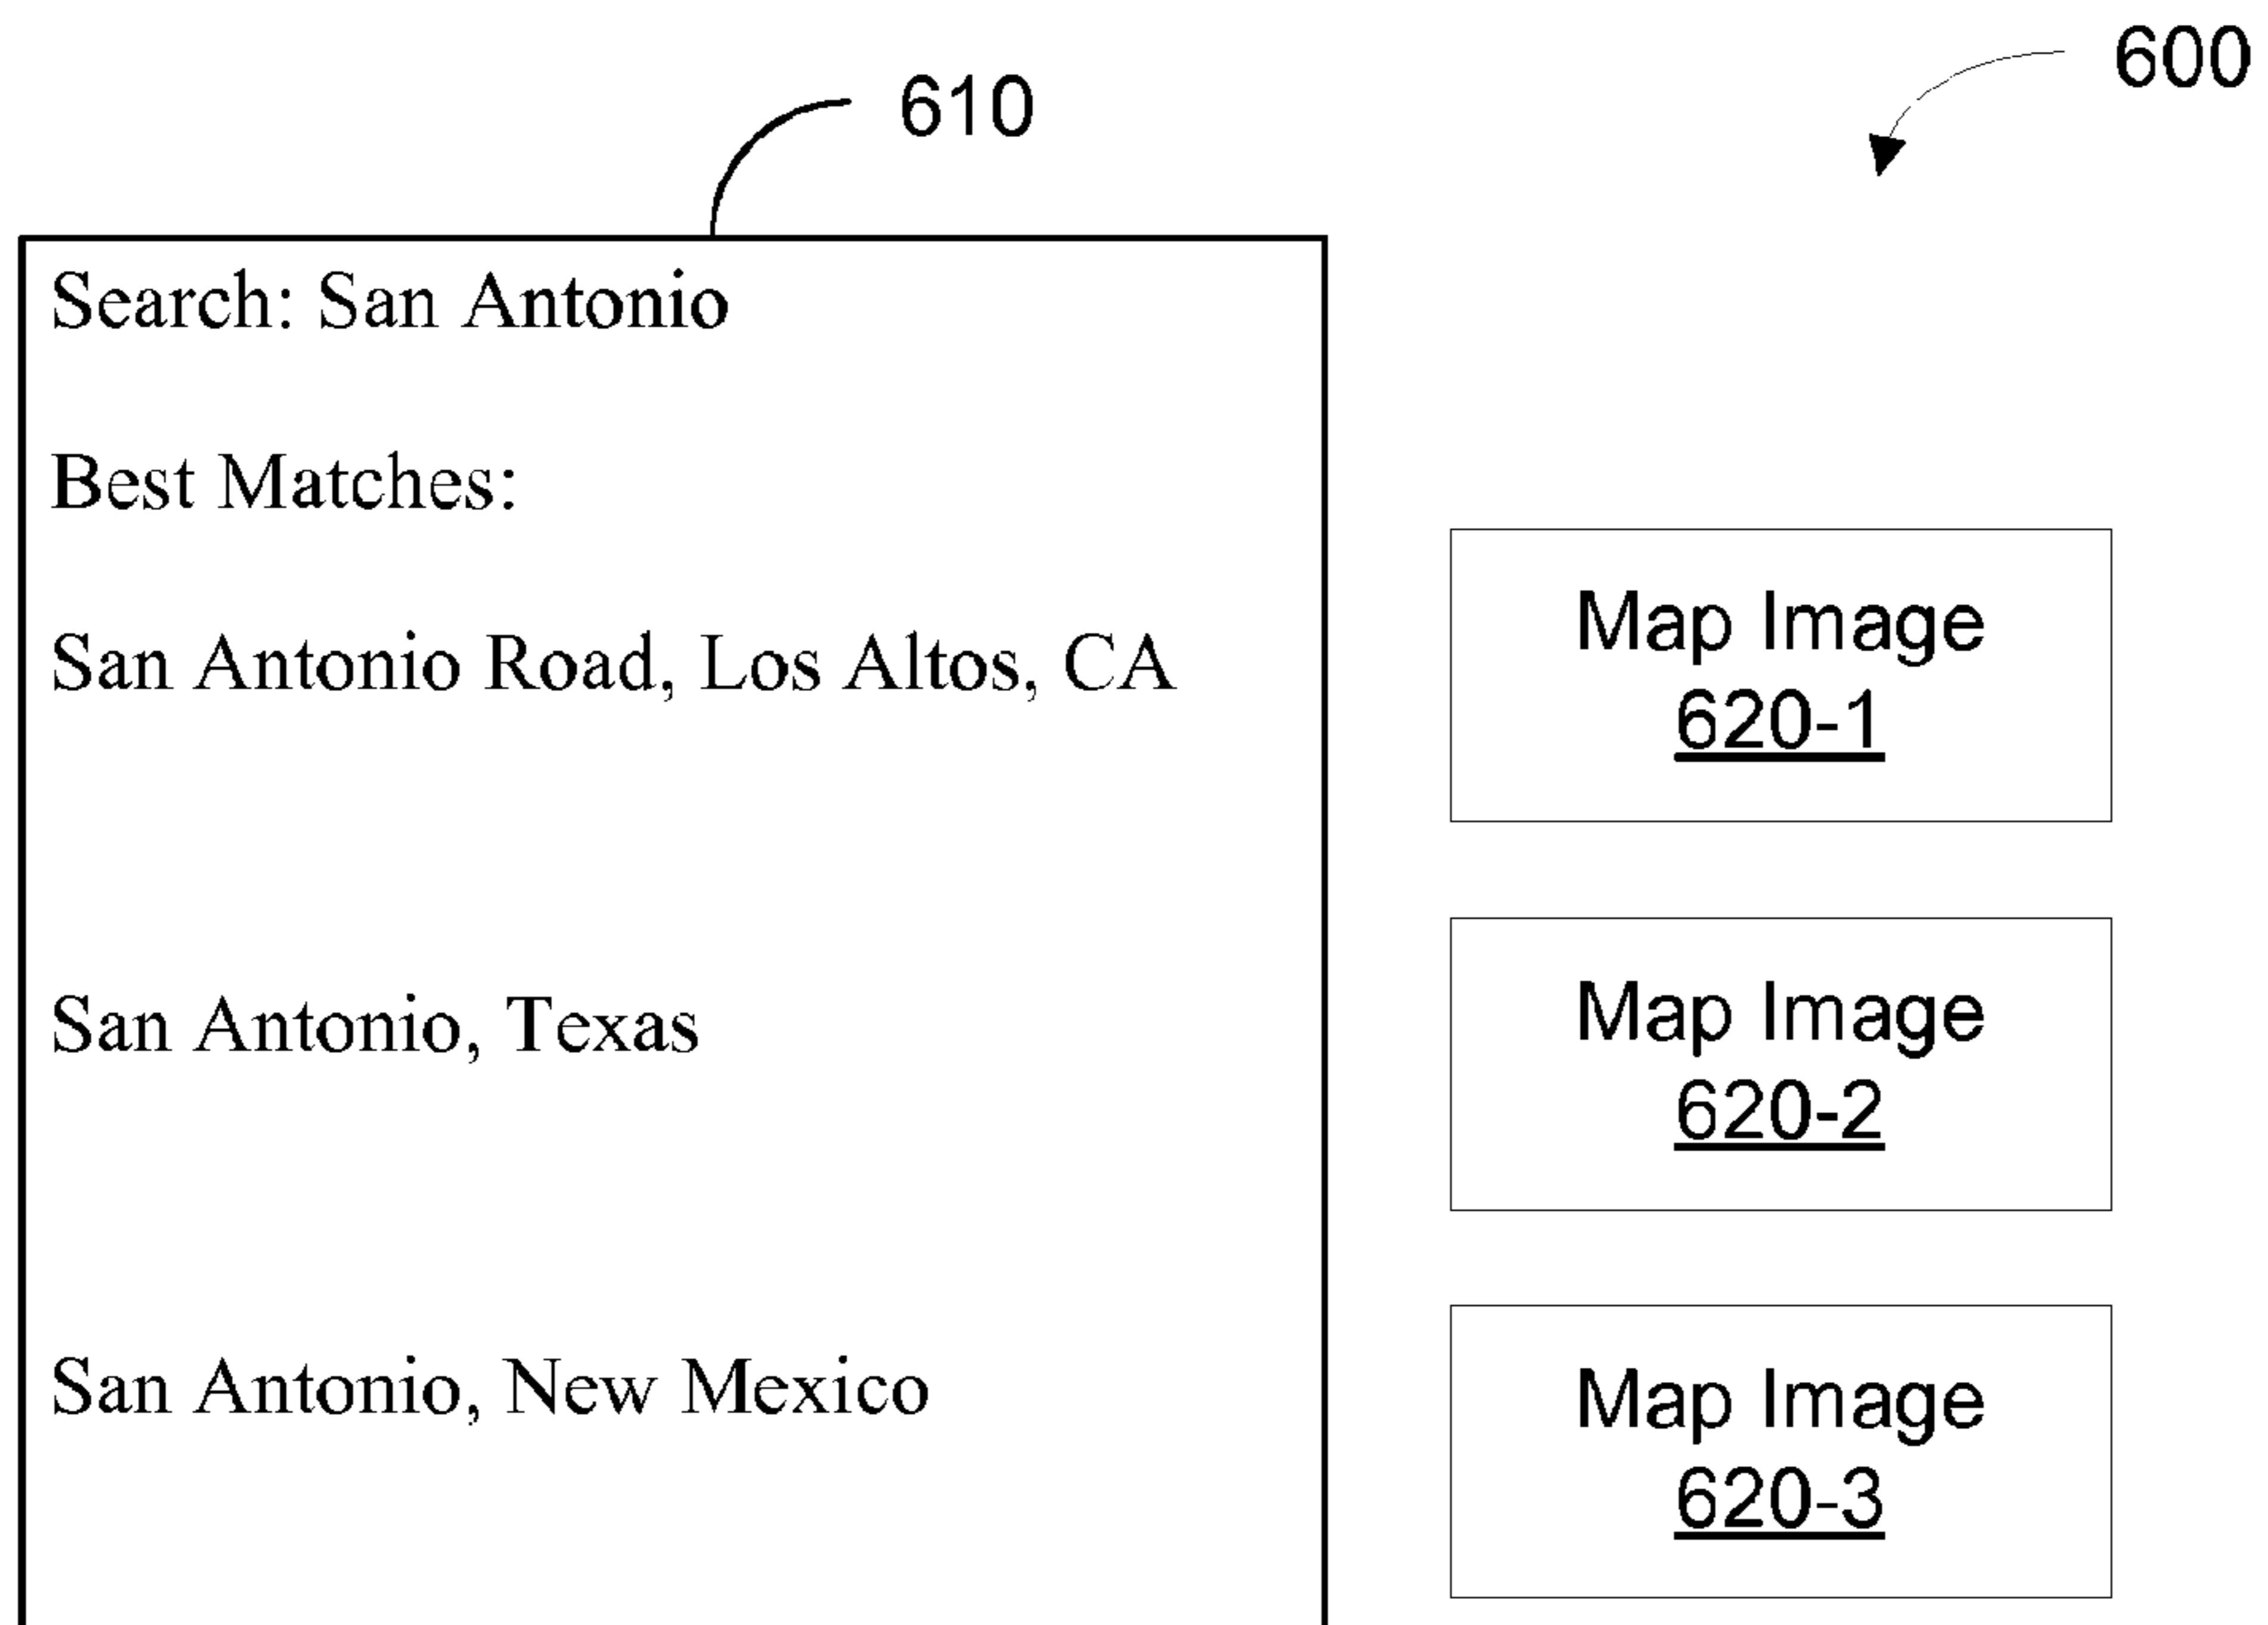 600
610
Search: San Antonio
Best Matches:
San Antonio Road, Los Altos, CA
Map Image
620-1
San Antonio, Texas
Map Image
620-2
San Antonio, New Mexico
Map Image
620-3